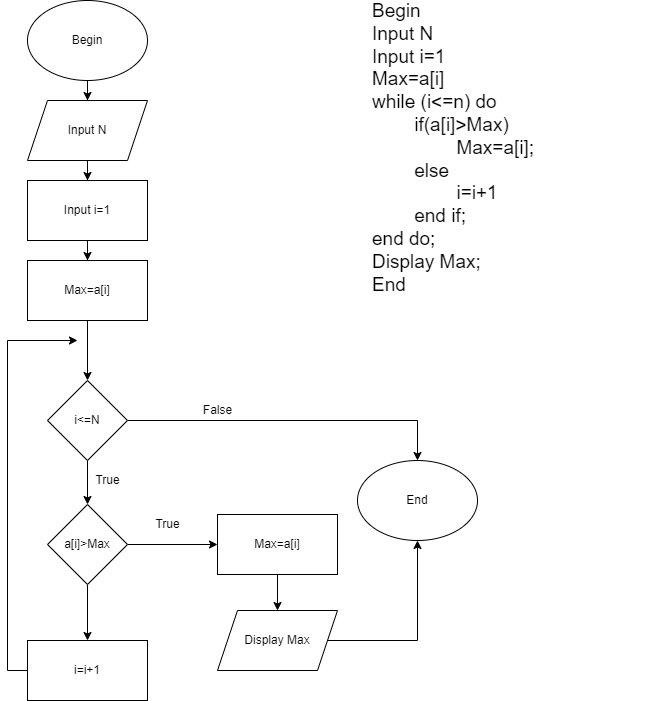 Begin
Input N
Input i=1
Max=a[i]
i<=N
False
True
a[i]>Max
True
Max=a[i]
Display Max
End
i=i+1
Begin
Input N
Input i=1
Max=a[i]
while (i<=n) do
if(a[i]>Max)
Max=a[i];
else
i=i+1
end if;
end do;
Display Max;
End